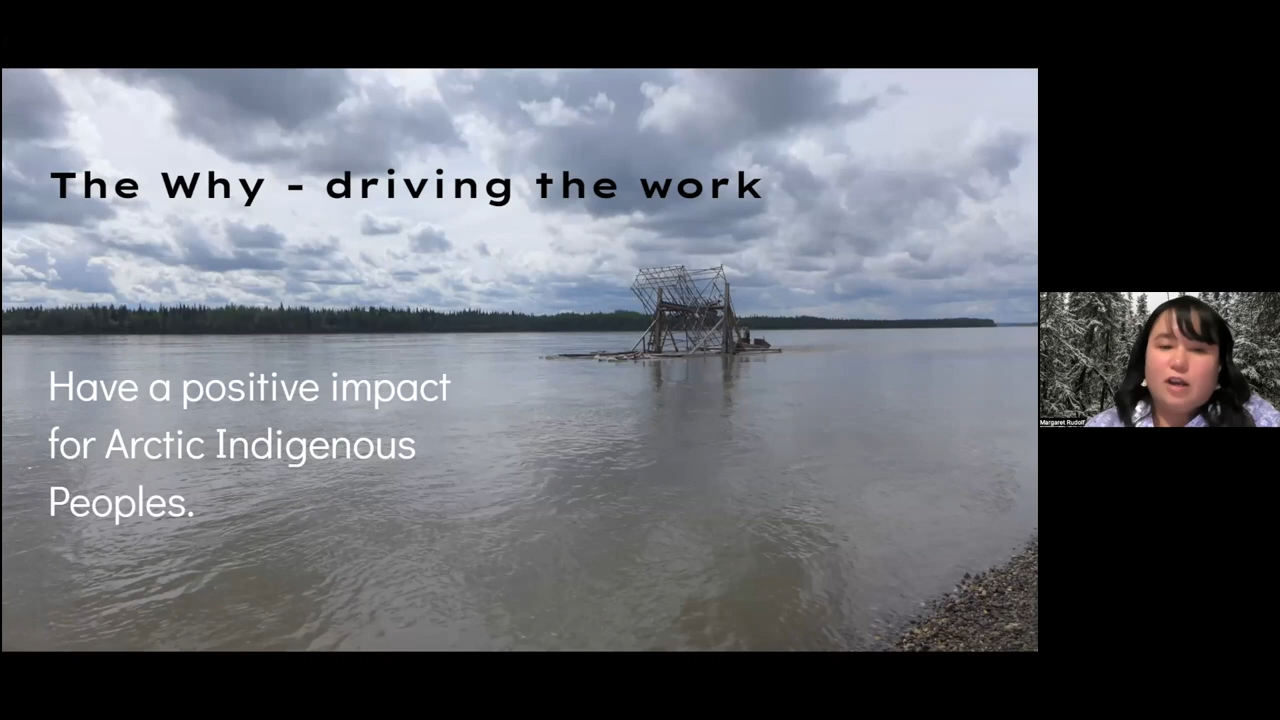 The Why - driving the work
Have a positive impact
for Arctic Indigenous
Peoples.
Margaret Rudolf